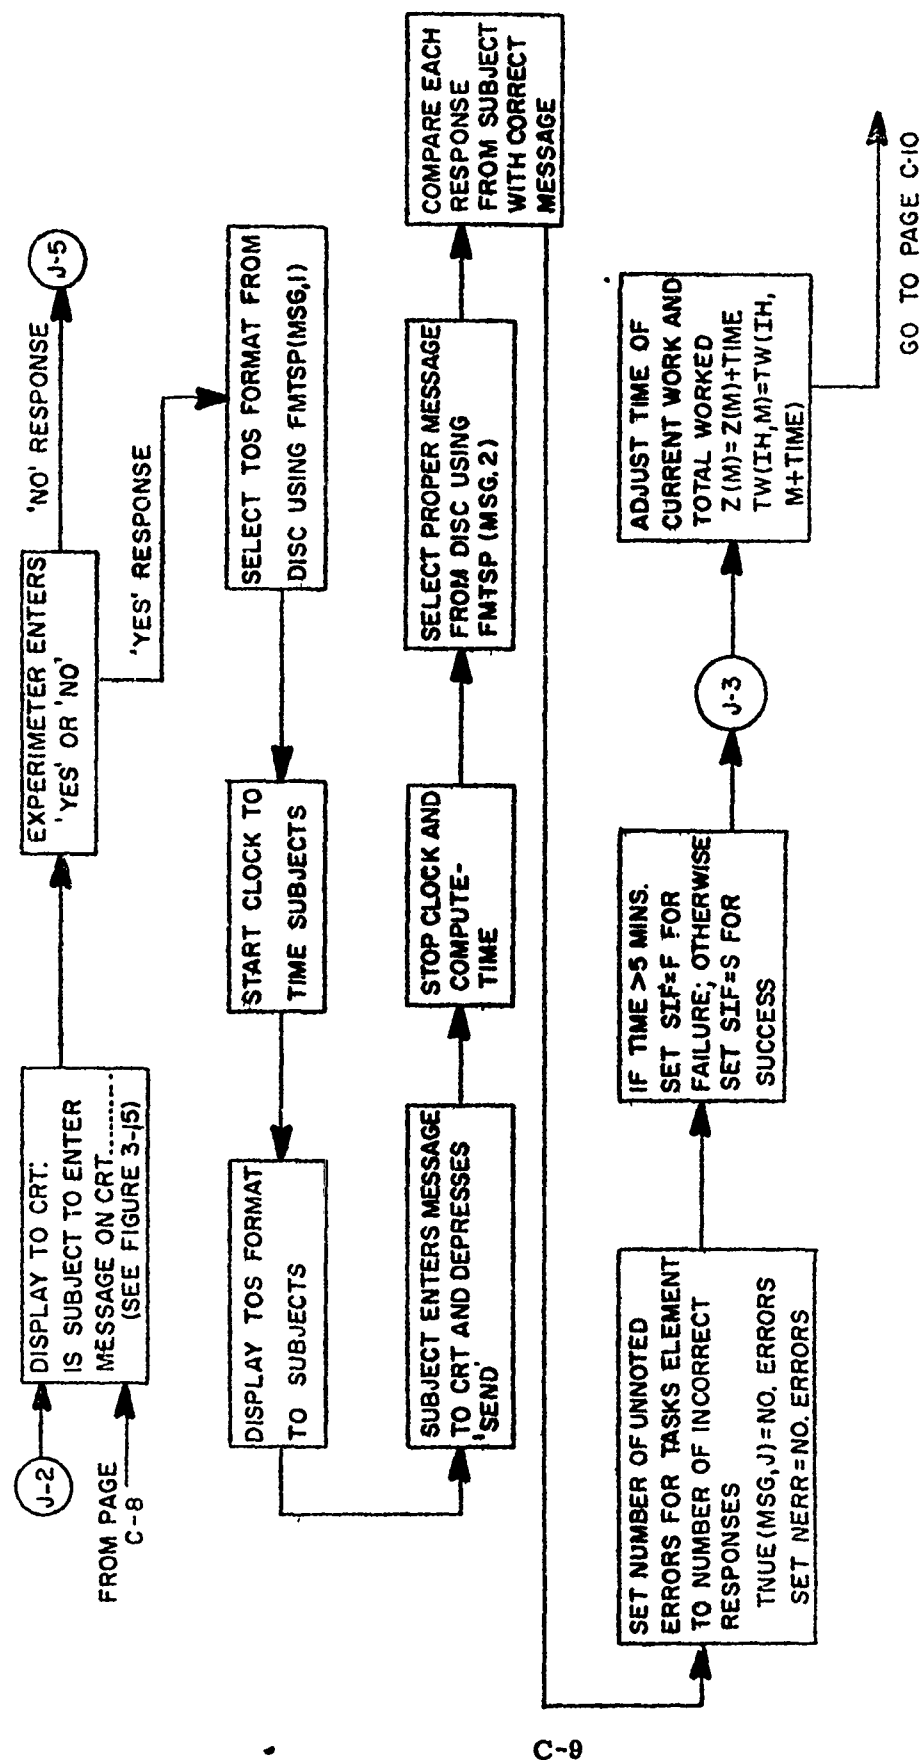 J-2
FROM PAGE
C-8
DISPLAY TO CRT:
IS SUBJECT TO ENTER
MESSAGE ON CRT..........
(SEE FIGURE 3-15)
EXPERIMETER ENTERS
'YES' OR 'NO'
'NO' RESPONSE
J-5
'YES' RESPONSE
SELECT TOS FORMAT FROM
DISC USING FMTSP(MSG,1)
START CLOCK TO
TIME SUBJECTS
DISPLAY TOS FORMAT
TO SUBJECTS
SUBJECT ENTERS MESSAGE
TO CRT AND DEPRESSES
'SEND'
STOP CLOCK AND
COMPUTE-
TIME
SELECT PROPER MESSAGE
FROM DISC USING
FMTSP (MSG,2)
COMPARE EACH
RESPONSE
FROM SUBJECT
WITH CORRECT
MESSAGE
SET NUMBER OF UNNOTED
ERRORS FOR TASKS ELEMENT
TO NUMBER OF INCORRECT
RESPONSES
TNUE (MSG,J)=NO. ERRORS
SET NERR=NO. ERRORS
IF TIME >5 MINS.
SET SIF=F FOR
FAILURE; OTHERWISE
SET SIF=S FOR
SUCCESS
J-3
ADJUST TIME OF
CURRENT WORK AND
TOTAL WORKED
Z(M)=Z(M)+TIME
TW(IH,M)=TW(IH,
M+TIME)
GO TO PAGE C-10
C-9